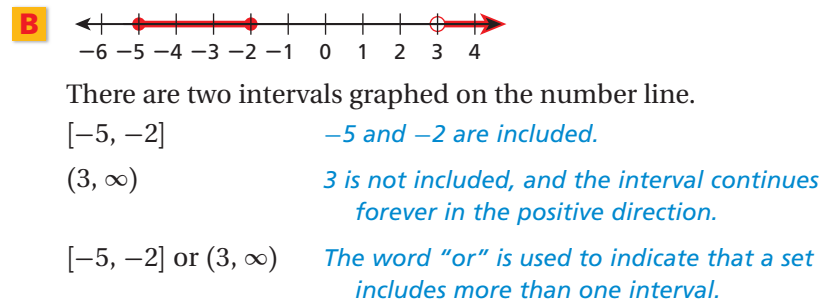 B
−6 −5 −4 −3 −2 −1 0 1 2 3 4
There are two intervals graphed on the number line.
[−5, −2] −5 and −2 are included.
(3, ∞) 3 is not included, and the interval continues
forever in the positive direction.
[−5, −2] or (3, ∞) The word “or” is used to indicate that a set
includes more than one interval.